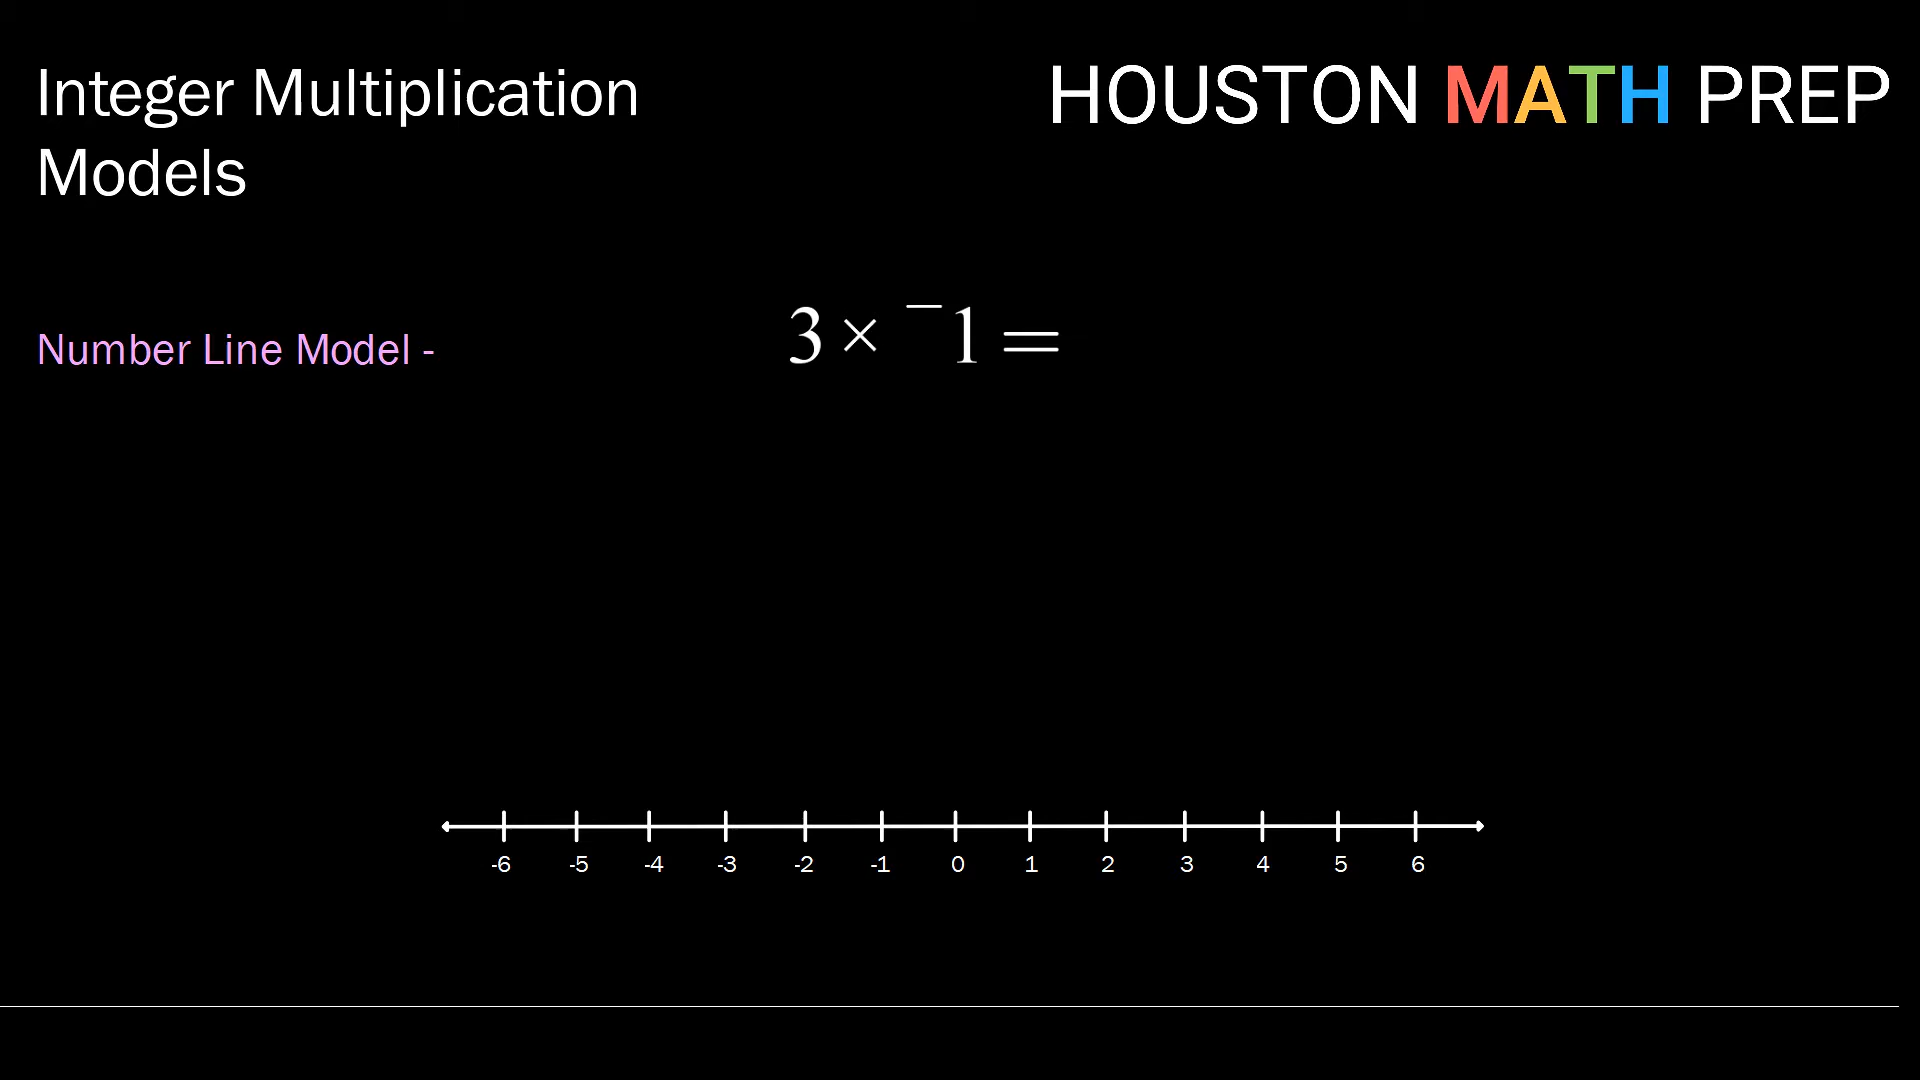 Integer Multiplication
Models
HOUSTON MATH PREP
Number Line Model -
3 × ⁻1 =
-6 -5 -4 -3 -2 -1 0 1 2 3 4 5 6